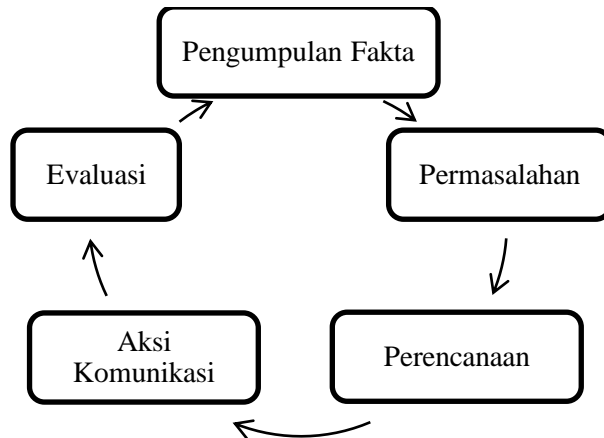 Pengumpulan Fakta
Permasalahan
Perencanaan
Aksi
Komunikasi
Evaluasi